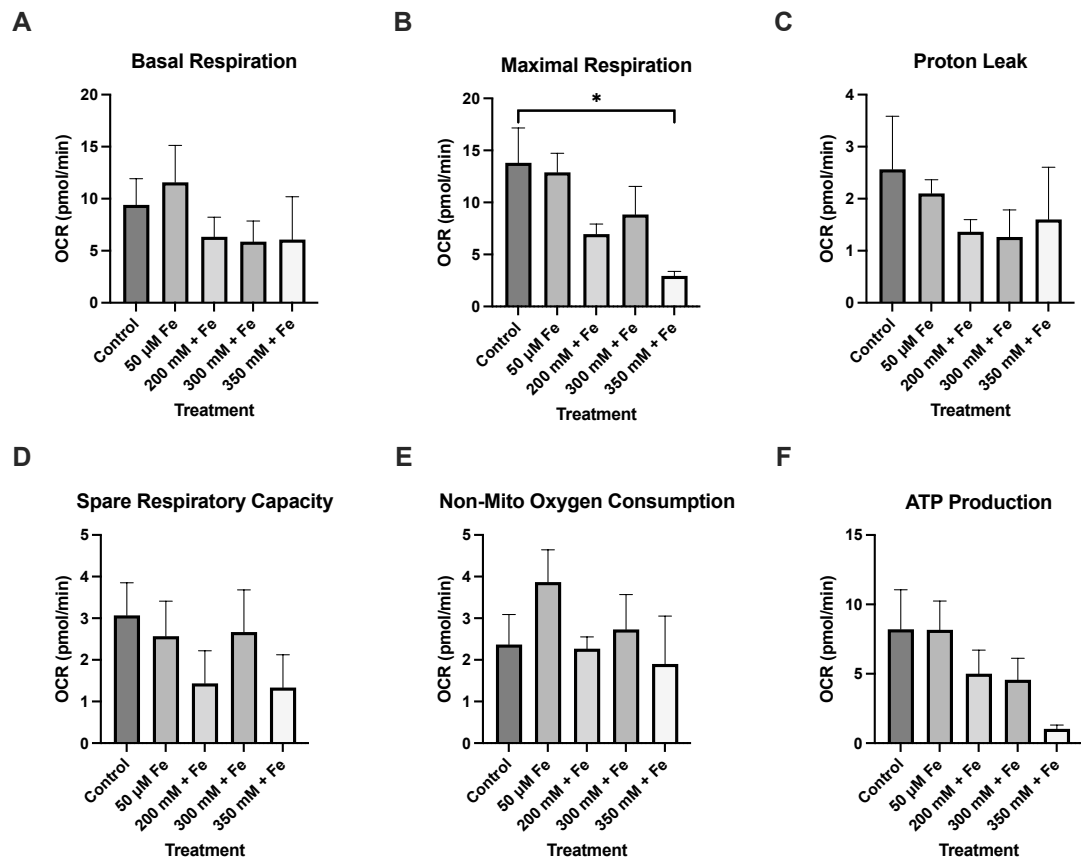 A
Basal Respiration
20
15
10
5
0
OCR (pmol/min)
Control
50 µM Fe
200 mM + Fe
300 mM + Fe
350 mM + Fe
Treatment
B
Maximal Respiration
*
20
15
10
5
0
OCR (pmol/min)
Control
50 µM Fe
200 mM + Fe
300 mM + Fe
350 mM + Fe
Treatment
C
Proton Leak
4
3
2
1
0
OCR (pmol/min)
Control
50 µM Fe
200 mM + Fe
300 mM + Fe
350 mM + Fe
Treatment
D
Spare Respiratory Capacity
5
4
3
2
1
0
OCR (pmol/min)
Control
50 µM Fe
200 mM + Fe
300 mM + Fe
350 mM + Fe
Treatment
E
Non-Mito Oxygen Consumption
5
4
3
2
1
0
OCR (pmol/min)
Control
50 µM Fe
200 mM + Fe
300 mM + Fe
350 mM + Fe
Treatment
F
ATP Production
15
10
5
0
OCR (pmol/min)
Control
50 µM Fe
200 mM + Fe
300 mM + Fe
350 mM + Fe
Treatment